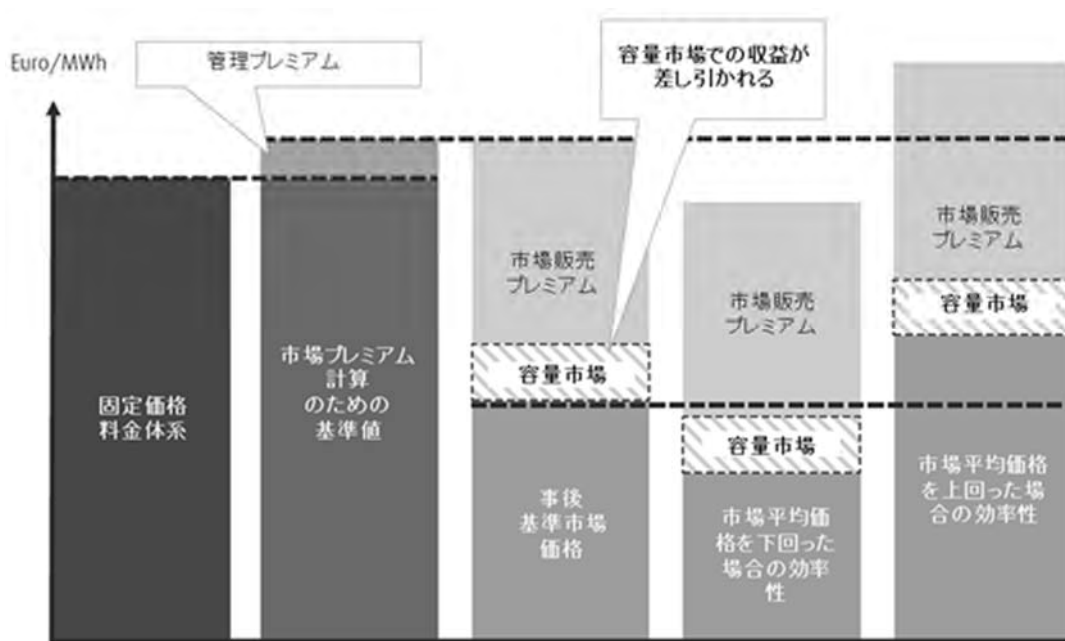 Euro/MWh
管理プレミアム
容量市場での収益が
差し引かれる
固定価格
料金体系
市場プレミアム
計算
のための
基準値
市場販売
プレミアム
容量市場
事後
基準市場
価格
市場販売
プレミアム
容量市場
市場平均価
格を下回った
場合の効率
性
市場販売
プレミアム
容量市場
市場平均価格
を上回った場
合の効率性